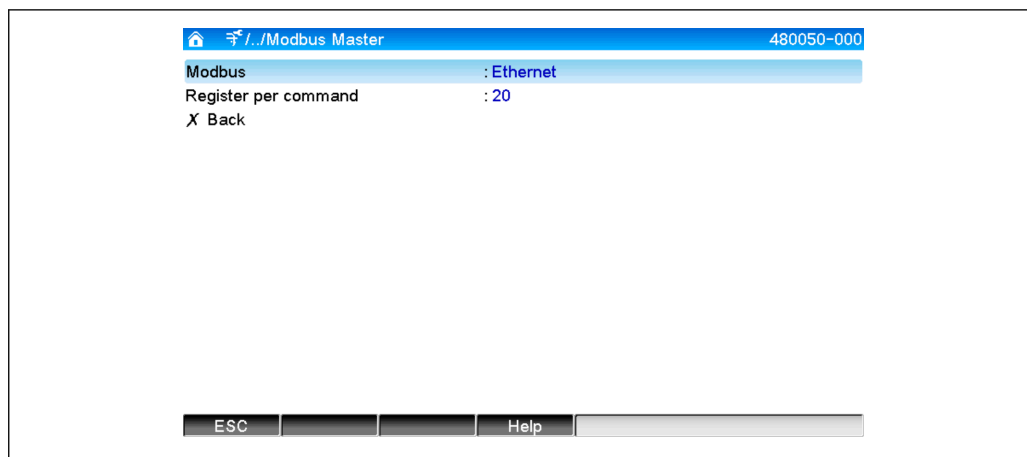 /../Modbus Master 480050-000
Modbus : Ethernet
Register per command : 20
X Back
ESC Help